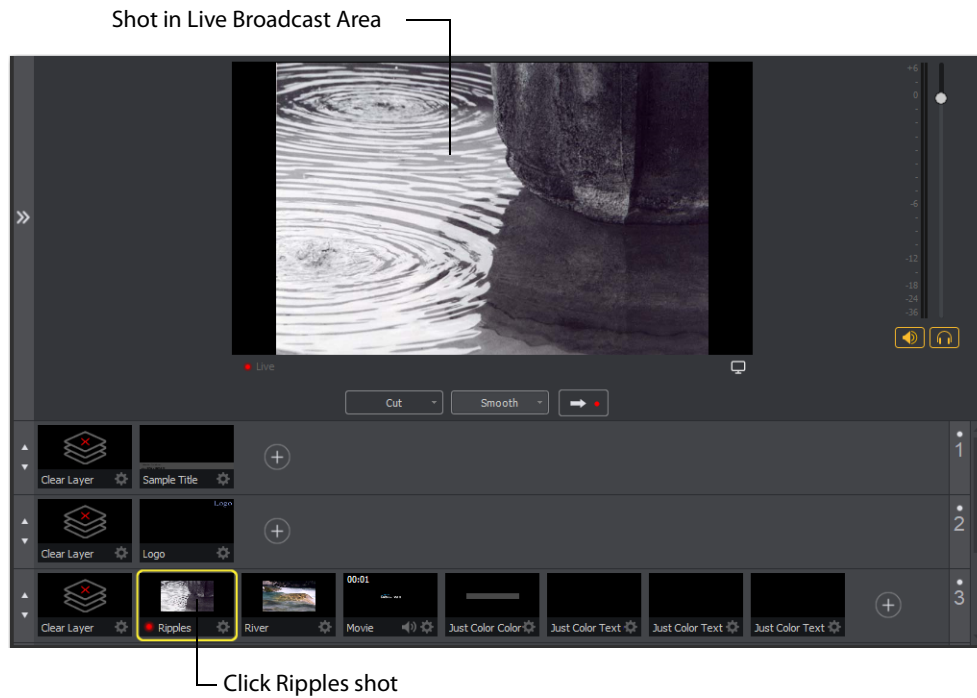 Shot in Live Broadcast Area
+6
0
-6
-12
-18
-24
-36
Live
Cut
Smooth
Clear Layer
Sample Title
1
Logo
Clear Layer
Logo
2
00:01
Clear Layer
Ripples
River
Movie
Just Color Color
Just Color Text
Just Color Text
Just Color Text
3
Click Ripples shot